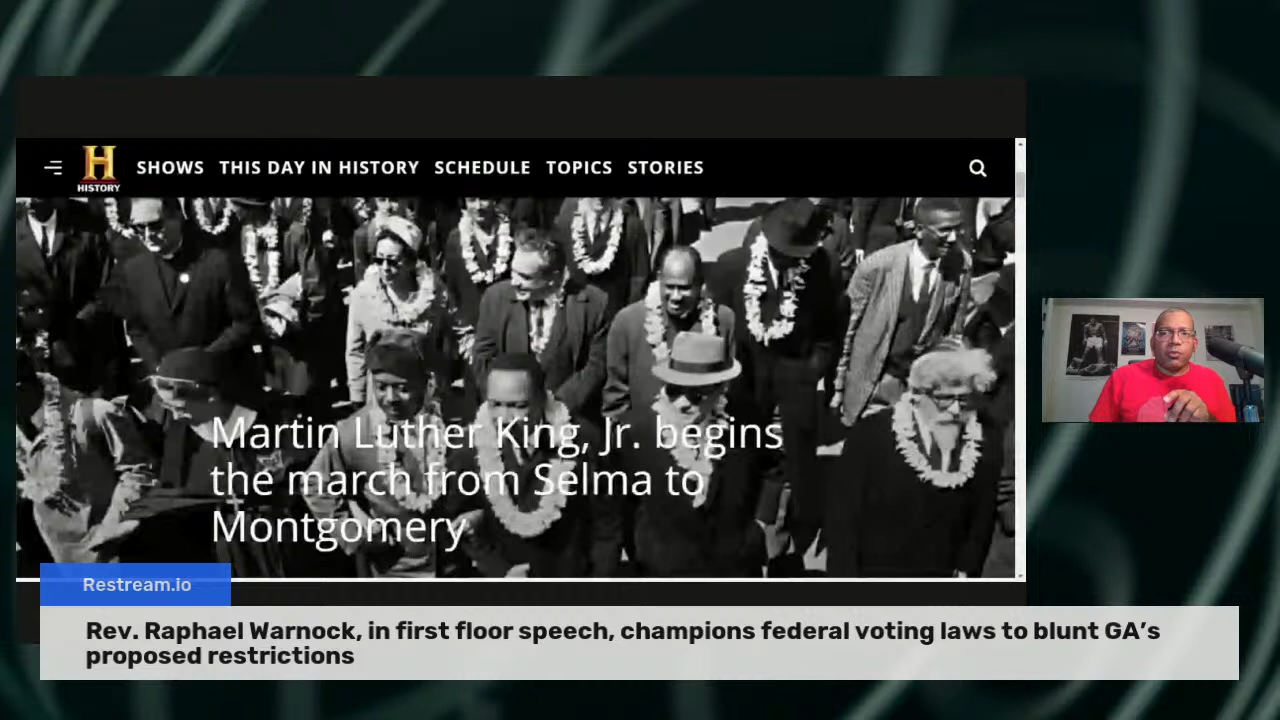 HISTORY
SHOWS THIS DAY IN HISTORY SCHEDULE TOPICS STORIES
Martin Luther King, Jr. begins
the march from Selma to
Montgomery
Restream.io
Rev. Raphael Warnock, in first floor speech, champions federal voting laws to blunt GA’s
proposed restrictions